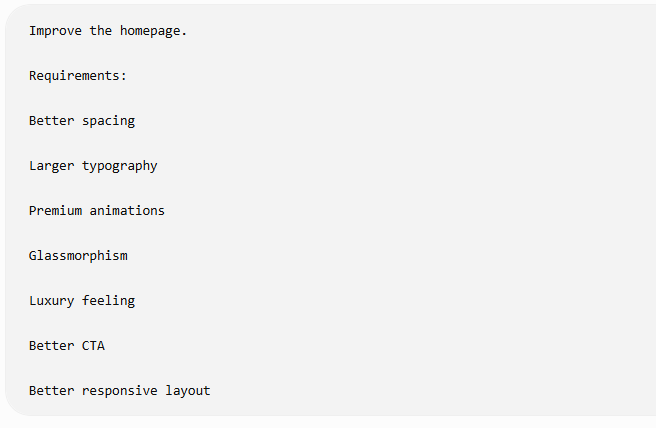 Improve the homepage.
Requirements:
Better spacing
Larger typography
Premium animations
Glassmorphism
Luxury feeling
Better CTA
Better responsive layout